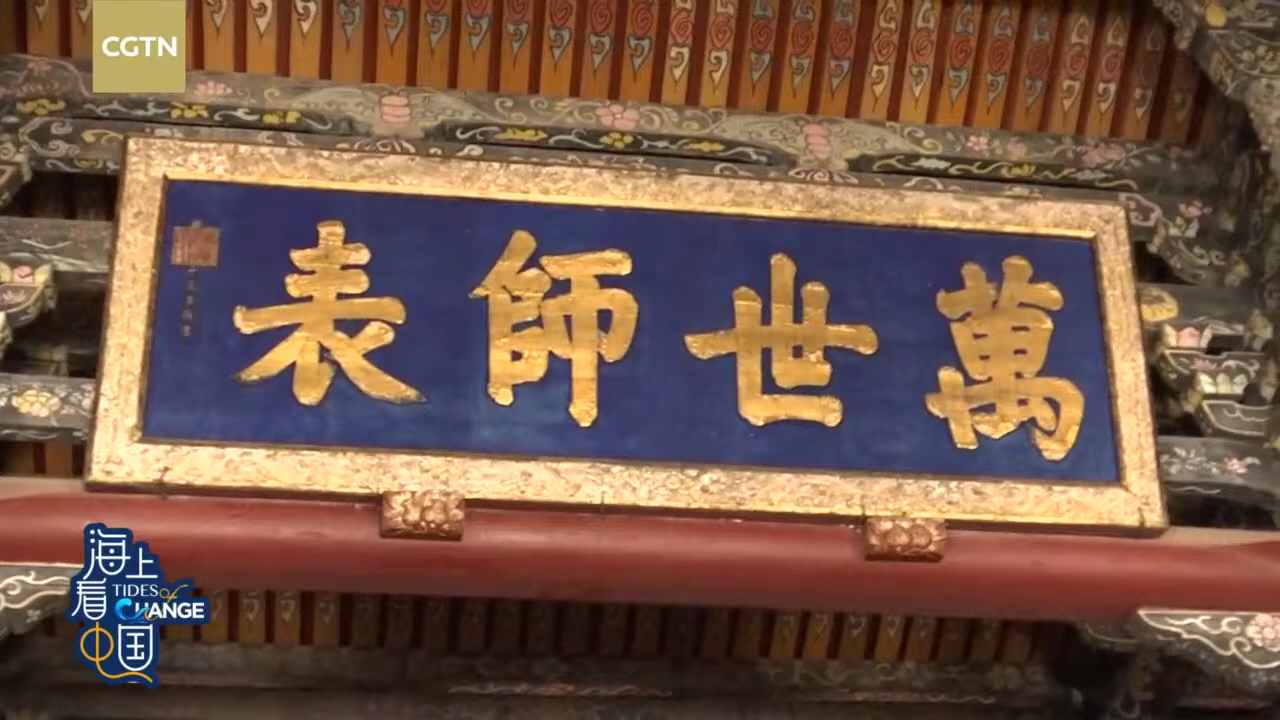 CGTN
萬世師表
海上
看
TIDES of
CHANGE
中国